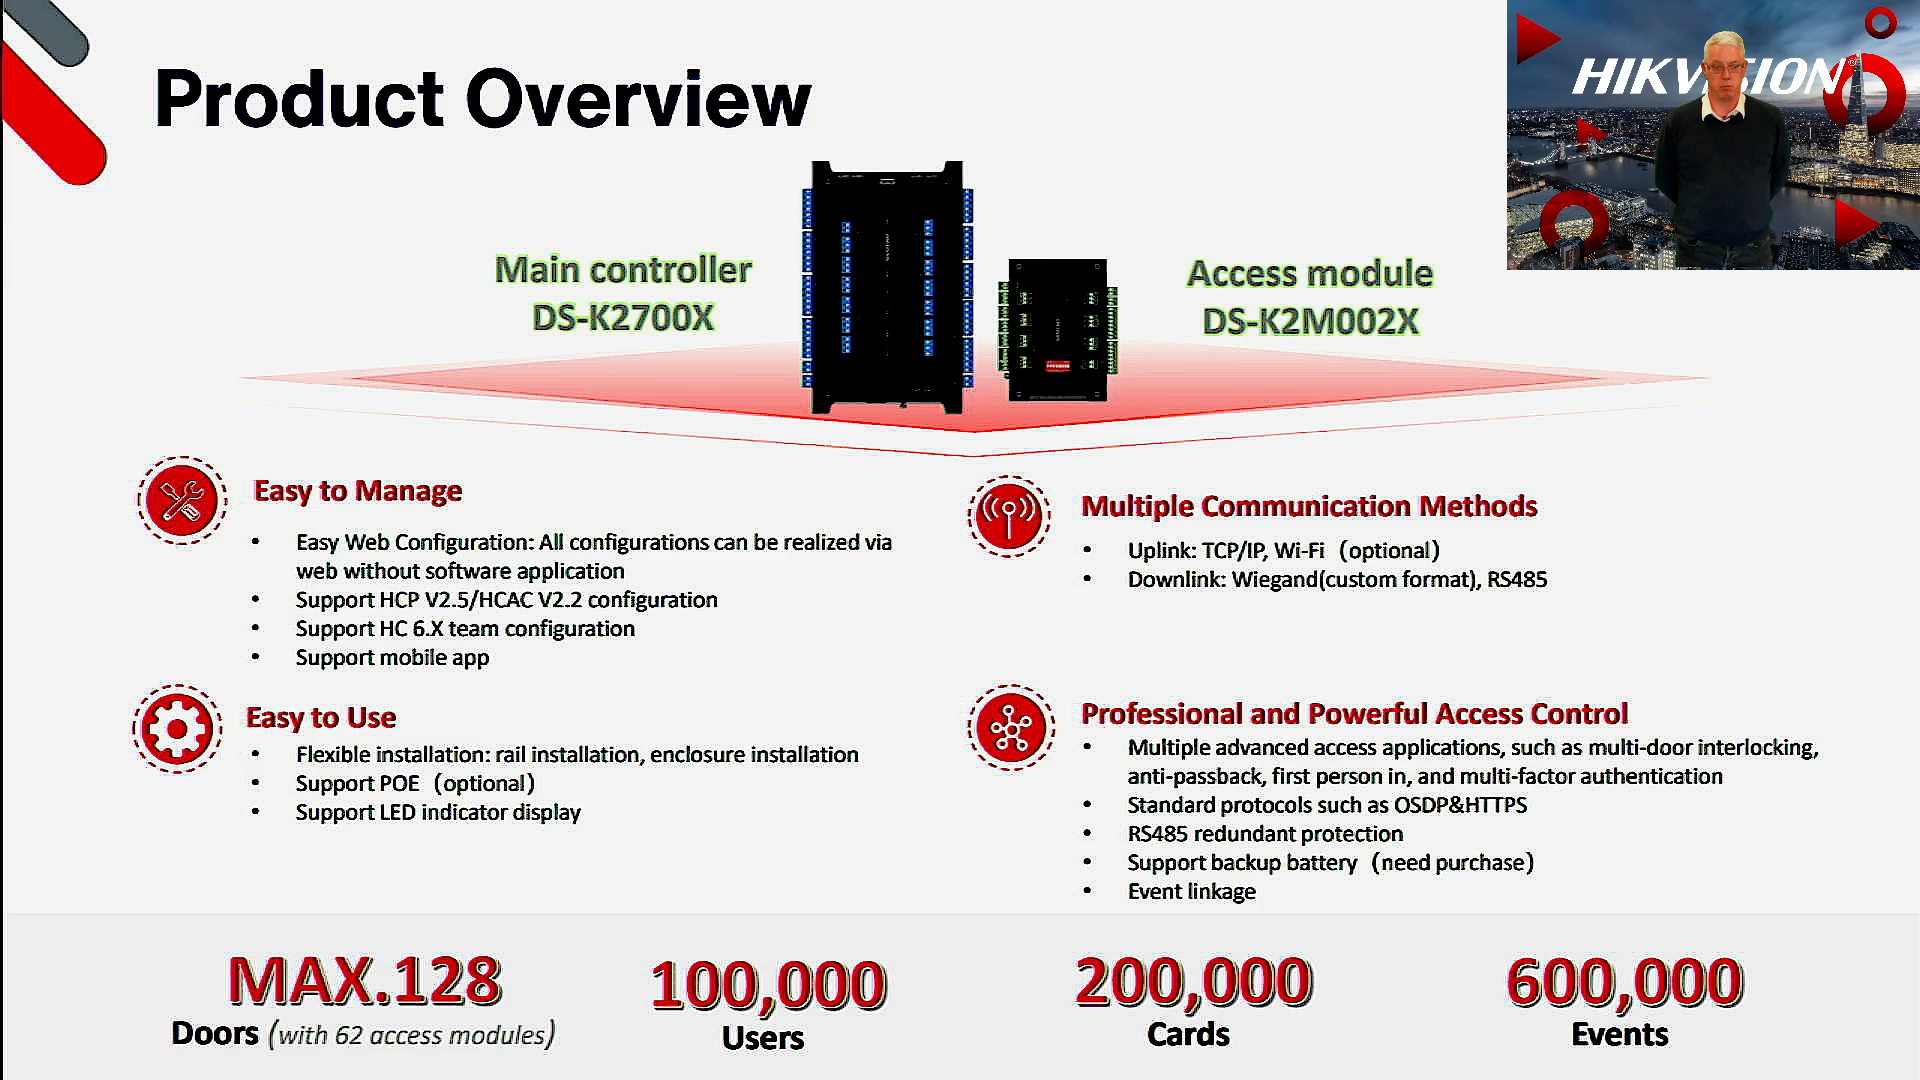 Product Overview
HIKVISION®
Main controller
DS-K2700X
Access module
DS-K2M002X
Easy to Manage
• Easy Web Configuration: All configurations can be realized via
web without software application
• Support HCP V2.5/HCAC V2.2 configuration
• Support HC 6.X team configuration
• Support mobile app
Multiple Communication Methods
• Uplink: TCP/IP, Wi-Fi（optional）
• Downlink: Wiegand(custom format), RS485
Easy to Use
• Flexible installation: rail installation, enclosure installation
• Support POE（optional）
• Support LED indicator display
Professional and Powerful Access Control
• Multiple advanced access applications, such as multi-door interlocking,
anti-passback, first person in, and multi-factor authentication
• Standard protocols such as OSDP&HTTPS
• RS485 redundant protection
• Support backup battery（need purchase）
• Event linkage
MAX.128
Doors (with 62 access modules)
100,000
Users
200,000
Cards
600,000
Events